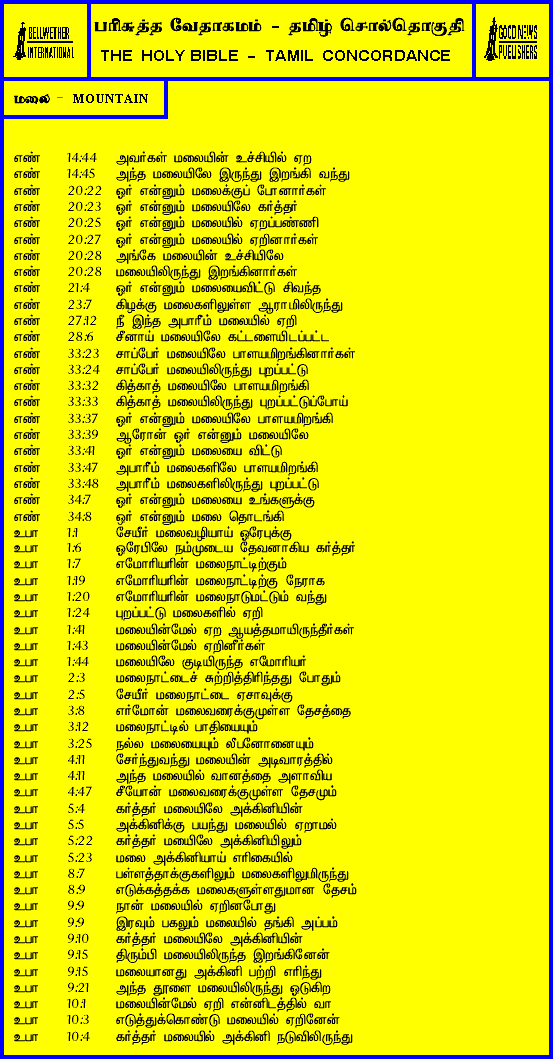 BELLWETHER
INTERNATIONAL
பரிசுத்த வேதாகமம் - தமிழ் சொல்தொகுதி
THE HOLY BIBLE - TAMIL CONCORDANCE
GOOD NEWS
PUBLISHERS
மலை - MOUNTAIN
எண் 14:44 அவர்கள் மலையின் உச்சியில் ஏற
எண் 14:45 அந்த மலையிலே இருந்து இறங்கி வந்து
எண் 20:22 ஓர் என்னும் மலைக்குப் போனார்கள்
எண் 20:23 ஓர் என்னும் மலையிலே கர்த்தர்
எண் 20:25 ஓர் என்னும் மலையில் ஏறப்பண்ணி
எண் 20:27 ஓர் என்னும் மலையில் ஏறினார்கள்
எண் 20:28 அங்கே மலையின் உச்சியிலே
எண் 20:28 மலையிலிருந்து இறங்கினார்கள்
எண் 21:4 ஓர் என்னும் மலையைவிட்டு சிவந்த
எண் 23:7 கிழக்கு மலைகளிலுள்ள ஆராமிலிருந்து
எண் 27:12 நீ இந்த அபாரீம் மலையில் ஏறி
எண் 28:6 சீனாய் மலையிலே கட்டளையிடப்பட்ட
எண் 33:23 சாப்பேர் மலையிலே பாளயமிறங்கினார்கள்
எண் 33:24 சாப்பேர் மலையிலிருந்து புறப்பட்டு
எண் 33:32 கித்காத் மலையிலே பாளயமிறங்கி
எண் 33:33 கித்காத் மலையிலிருந்து புறப்பட்டுப்போய்
எண் 33:37 ஓர் என்னும் மலையிலே பாளயமிறங்கி
எண் 33:39 ஆரோன் ஓர் என்னும் மலையிலே
எண் 33:41 ஓர் என்னும் மலையை விட்டு
எண் 33:47 அபாரீம் மலைகளிலே பாளயமிறங்கி
எண் 33:48 அபாரீம் மலைகளிலிருந்து புறப்பட்டு
எண் 34:7 ஓர் என்னும் மலையை உங்களுக்கு
எண் 34:8 ஓர் என்னும் மலை தொடங்கி
உபா 1:1 சேயீர் மலைவழியாய் ஓரேபுக்கு
உபா 1:6 ஓரேபிலே நம்முடைய தேவனாகிய கர்த்தர்
உபா 1:7 எமோரியரின் மலைநாட்டிற்கும்
உபா 1:19 எமோரியரின் மலைநாட்டிற்கு நேராக
உபா 1:20 எமோரியரின் மலைநாடுமட்டும் வந்து
உபா 1:24 புறப்பட்டு மலைகளில் ஏறி
உபா 1:41 மலையின்மேல் ஏற ஆயத்தமாயிருந்தீர்கள்
உபா 1:43 மலையின்மேல் ஏறினீர்கள்
உபா 1:44 மலையிலே குடியிருந்த எமோரியர்
உபா 2:3 மலைநாட்டைச் சுற்றித்திரிந்தது போதும்
உபா 2:5 சேயீர் மலைநாட்டை ஏசாவுக்கு
உபா 3:8 எர்மோன் மலைவரைக்குமுள்ள தேசத்தை
உபா 3:12 மலைநாட்டில் பாதியையும்
உபா 3:25 நல்ல மலையையும் லீபனோனையும்
உபா 4:11 சேர்ந்துவந்து மலையின் அடிவாரத்தில்
உபா 4:11 அந்த மலையில் வானத்தை அளாவிய
உபா 4:47 சீயோன் மலைவரைக்குமுள்ள தேசமும்
உபா 5:4 கர்த்தர் மலையிலே அக்கினியின்
உபா 5:5 அக்கினிக்கு பயந்து மலையில் ஏறாமல்
உபா 5:22 கர்த்தர் மலையிலே அக்கினியிலும்
உபா 5:23 மலை அக்கினியாய் எரிகையில்
உபா 8:7 பள்ளத்தாக்குகளிலும் மலைகளிலுமிருந்து
உபா 8:9 எடுக்கத்தக்க மலைகளுள்ளதுமான தேசம்
உபா 9:9 நான் மலையில் ஏறினபோது
உபா 9:9 இரவும் பகலும் மலையில் தங்கி அப்பம்
உபா 9:10 கர்த்தர் மலையிலே அக்கினியின்
உபா 9:15 திரும்பி மலையிலிருந்த இறங்கினேன்
உபா 9:15 மலையானது அக்கினி பற்றி எரிந்து
உபா 9:21 அந்த தூளை மலையிலிருந்து ஓடுகிற
உபா 10:1 மலையின்மேல் ஏறி என்னிடத்தில் வா
உபா 10:3 எடுத்துக்கொண்டு மலையில் ஏறினேன்
உபா 10:4 கர்த்தர் மலையில் அக்கினி நடுவிலிருந்து